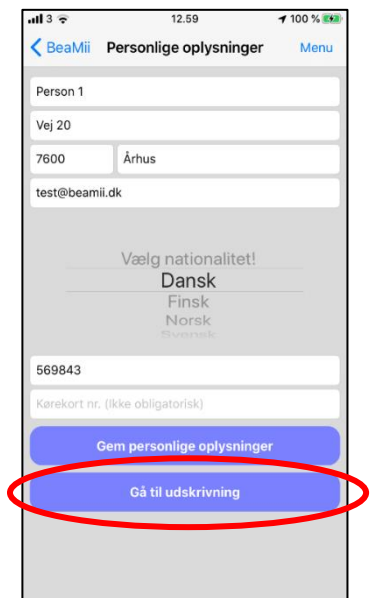 3 12.59 100 %
BeaMii Personlige oplysninger Menu
Person 1
Vej 20
7600 Århus
test@beamii.dk
Vælg nationalitet!
Dansk
Finsk
Norsk
Svensk
569843
Kørekort nr. (Ikke obligatorisk)
Gem personlige oplysninger
Gå til udskrivning